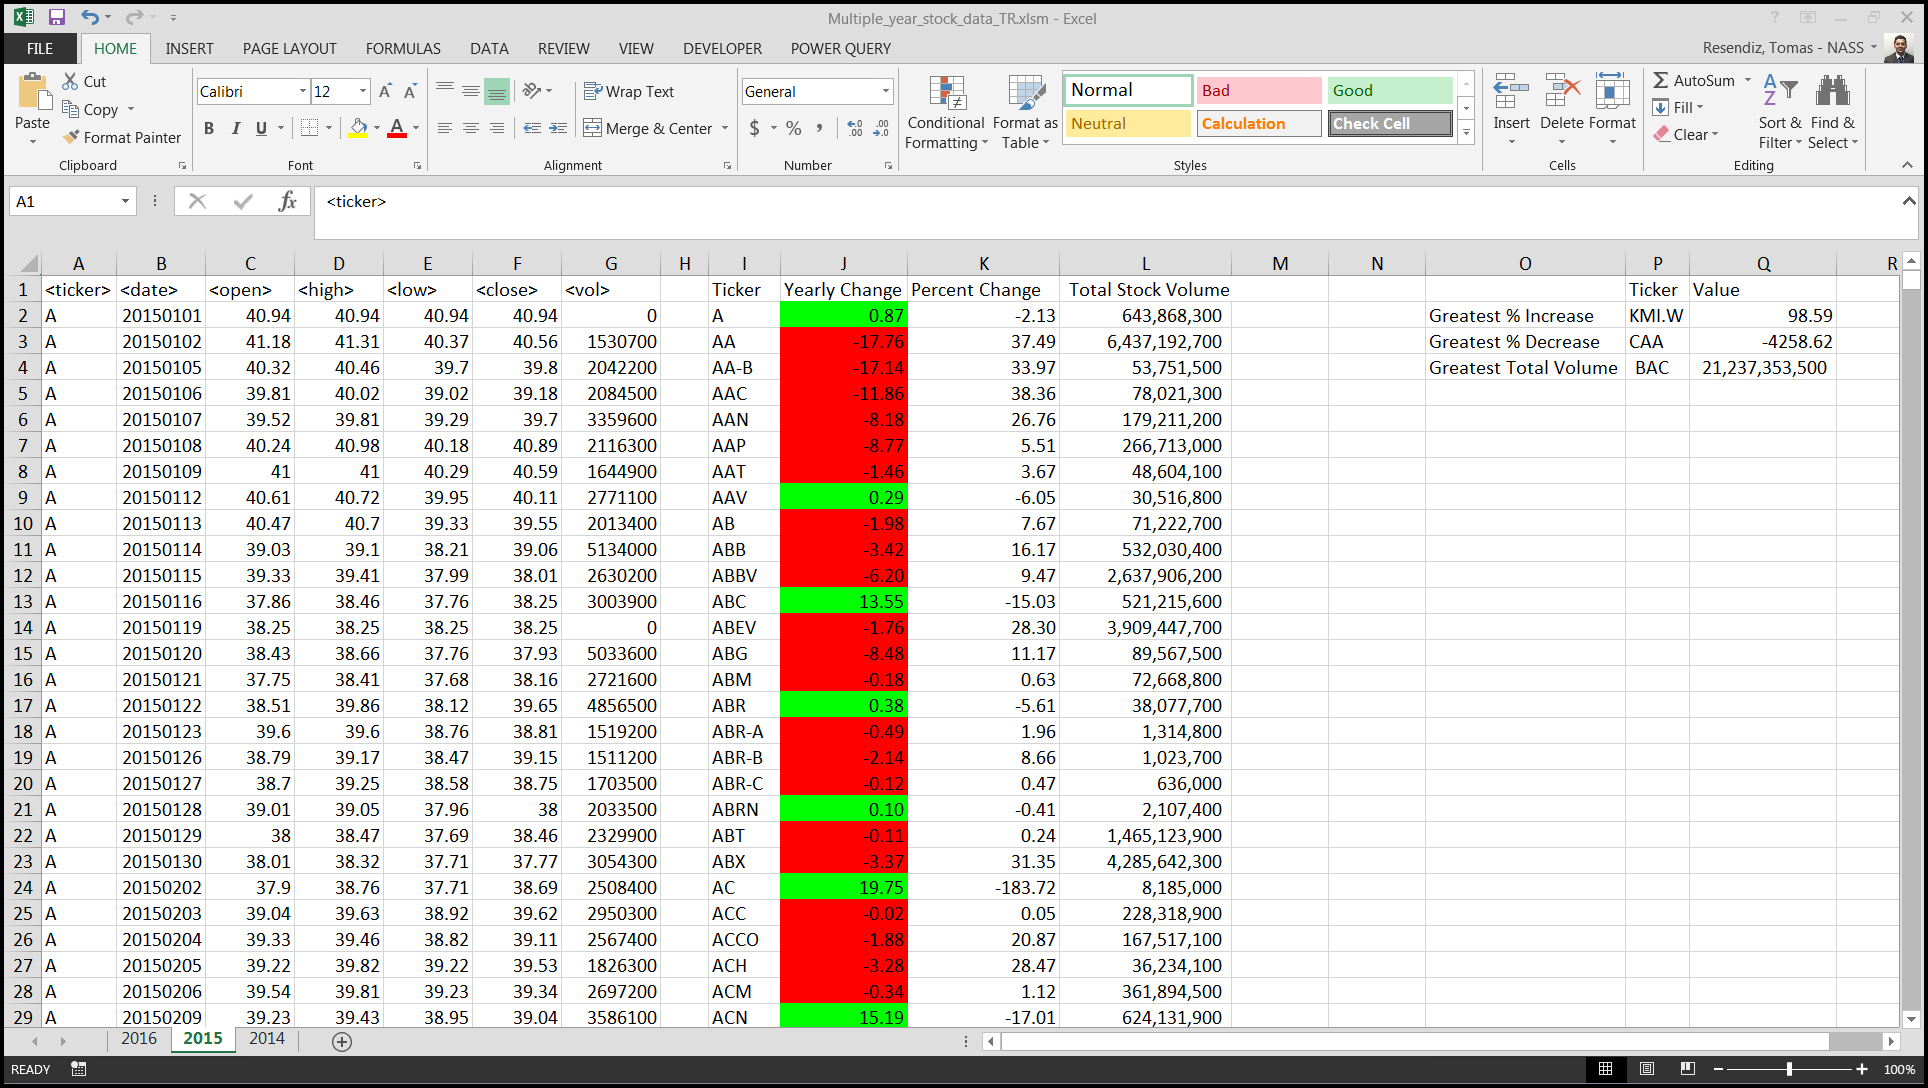 Multiple_year_stock_data_TR.xlsm - Excel
FILE HOME INSERT PAGE LAYOUT FORMULAS DATA REVIEW VIEW DEVELOPER POWER QUERY Resendiz, Tomas - NASS
Paste Cut Copy Format Painter
Clipboard
Calibri 12
B I U A
Font
Wrap Text
Merge & Center
Alignment
General
$ % ,
Number
Conditional Formatting
Format as Table
Normal Bad Good
Neutral Calculation Check Cell
Styles
Insert Delete Format
Cells
AutoSum
Fill
Clear
Sort & Filter
Find & Select
Editing
A1 fx <ticker>
A B C D E F G H I J K L M N O P Q R
1 <ticker> <date> <open> <high> <low> <close> <vol> Ticker Yearly Change Percent Change Total Stock Volume Ticker Value
2 A 20150101 40.94 40.94 40.94 40.94 0 A 0.87 -2.13 643,868,300 Greatest % Increase KMI.W 98.59
3 A 20150102 41.18 41.31 40.37 40.56 1530700 AA -17.76 37.49 6,437,192,700 Greatest % Decrease CAA -4258.62
4 A 20150105 40.32 40.46 39.7 39.8 2042200 AA-B -17.14 33.97 53,751,500 Greatest Total Volume BAC 21,237,353,500
5 A 20150106 39.81 40.02 39.02 39.18 2084500 AAC -11.86 38.36 78,021,300
6 A 20150107 39.52 39.81 39.29 39.7 3359600 AAN -8.18 26.76 179,211,200
7 A 20150108 40.24 40.98 40.18 40.89 2116300 AAP -8.77 5.51 266,713,000
8 A 20150109 41 41 40.29 40.59 1644900 AAT -1.46 3.67 48,604,100
9 A 20150112 40.61 40.72 39.95 40.11 2771100 AAV 0.29 -6.05 30,516,800
10 A 20150113 40.47 40.7 39.33 39.55 2013400 AB -1.98 7.67 71,222,700
11 A 20150114 39.03 39.1 38.21 39.06 5134000 ABB -3.42 16.17 532,030,400
12 A 20150115 39.33 39.41 37.99 38.01 2630200 ABBV -6.20 9.47 2,637,906,200
13 A 20150116 37.86 38.46 37.76 38.25 3003900 ABC 13.55 -15.03 521,215,600
14 A 20150119 38.25 38.25 38.25 38.25 0 ABEV -1.76 28.30 3,909,447,700
15 A 20150120 38.43 38.66 37.76 37.93 5033600 ABG -8.48 11.17 89,567,500
16 A 20150121 37.75 38.41 37.68 38.16 2721600 ABM -0.18 0.63 72,668,800
17 A 20150122 38.51 39.86 38.12 39.65 4856500 ABR 0.38 -5.61 38,077,700
18 A 20150123 39.6 39.6 38.76 38.81 1519200 ABR-A -0.49 1.96 1,314,800
19 A 20150126 38.79 39.17 38.47 39.15 1511200 ABR-B -2.14 8.66 1,023,700
20 A 20150127 38.7 39.25 38.58 38.75 1703500 ABR-C -0.12 0.47 636,000
21 A 20150128 39.01 39.05 37.96 38 2033500 ABRN 0.10 -0.41 2,107,400
22 A 20150129 38 38.47 37.69 38.46 2329900 ABT -0.11 0.24 1,465,123,900
23 A 20150130 38.01 38.32 37.71 37.77 3054300 ABX -3.37 31.35 4,285,642,300
24 A 20150202 37.9 38.76 37.71 38.69 2508400 AC 19.75 -183.72 8,185,000
25 A 20150203 39.04 39.63 38.92 39.62 2950300 ACC -0.02 0.05 228,318,900
26 A 20150204 39.33 39.46 38.82 39.11 2567400 ACCO -1.88 20.87 167,517,100
27 A 20150205 39.22 39.82 39.22 39.53 1826300 ACH -3.28 28.47 36,234,100
28 A 20150206 39.54 39.81 39.23 39.34 2697200 ACM -0.34 1.12 361,894,500
29 A 20150209 39.23 39.43 38.95 39.04 3586100 ACN 15.19 -17.01 624,131,900
2016 2015 2014
READY 100%